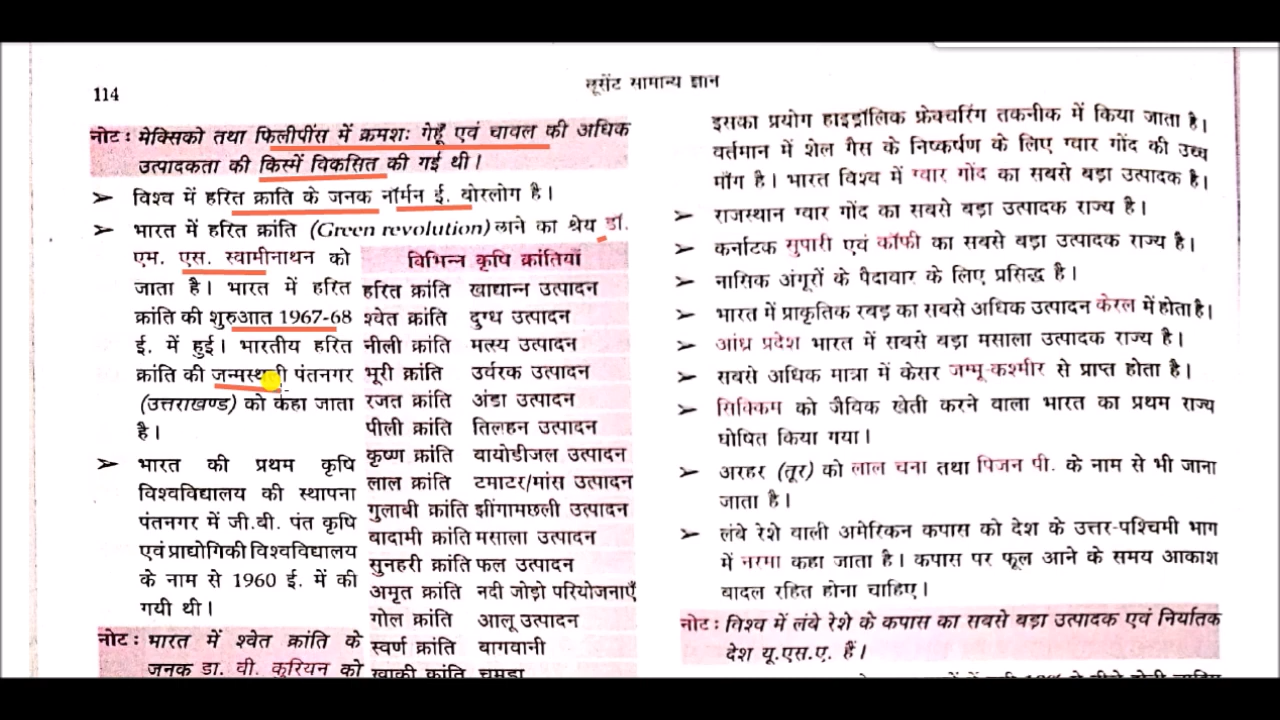 114
लूसेंट सामान्य ज्ञान
नोट : मेक्सिको तथा फिलीपींस में क्रमशः गेहूँ एवं चावल की अधिक
उत्पादकता की किस्में विकसित की गई थी।
➢ विश्व में हरित क्राति के जनक नॉर्मन ई. बोरलोग है।
➢ भारत में हरित क्रांति (Green revolution) लाने का श्रेय डॉ.
एम. एस. स्वामीनाथन को
जाता है। भारत में हरित
क्रांति की शुरुआत 1967-68
ई. में हुई। भारतीय हरित
क्रांति की जन्मस्थली पंतनगर
(उत्तराखण्ड) को कहा जाता
है।
➢ भारत की प्रथम कृषि
विश्वविद्यालय की स्थापना
पंतनगर में जी.बी. पंत कृषि
एवं प्राद्योगिकी विश्वविद्यालय
के नाम से 1960 ई. में की
गयी थी।
नोट : भारत में श्वेत क्रांति के
जनक डा. वी. कूरियन को
विभिन्न कृषि क्रांतियाँ
हरित क्रांति खाद्यान्न उत्पादन
श्वेत क्रांति दुग्ध उत्पादन
नीली क्रांति मत्स्य उत्पादन
भूरी क्रांति उर्वरक उत्पादन
रजत क्रांति अंडा उत्पादन
पीली क्रांति तिलहन उत्पादन
कृष्ण क्रांति बायोडीजल उत्पादन
लाल क्रांति टमाटर/मांस उत्पादन
गुलाबी क्रांति झींगामछली उत्पादन
बादामी क्रांति मसाला उत्पादन
सुनहरी क्रांति फल उत्पादन
अमृत क्रांति नदी जोड़ो परियोजनाएँ
गोल क्रांति आलू उत्पादन
स्वर्ण क्रांति बागवानी
खाकी क्रांति चमड़ा
इसका प्रयोग हाइड्रॉलिक फ्रेक्चरिंग तकनीक में किया जाता है।
वर्तमान में शेल गैस के निष्कर्षण के लिए ग्वार गोंद की उच्च
माँग है। भारत विश्व में ग्वार गोंद का सबसे बड़ा उत्पादक है।
➢ राजस्थान ग्वार गोंद का सबसे बड़ा उत्पादक राज्य है।
➢ कर्नाटक सुपारी एवं कॉफी का सबसे बड़ा उत्पादक राज्य है।
➢ नासिक अंगूरों के पैदावार के लिए प्रसिद्ध है।
➢ भारत में प्राकृतिक रबड़ का सबसे अधिक उत्पादन केरल में होता है।
➢ आंध्र प्रदेश भारत में सबसे बड़ा मसाला उत्पादक राज्य है।
➢ सबसे अधिक मात्रा में केसर जम्मू-कश्मीर से प्राप्त होता है।
➢ सिक्किम को जैविक खेती करने वाला भारत का प्रथम राज्य
घोषित किया गया।
➢ अरहर (तूर) को लाल चना तथा पिजन पी. के नाम से भी जाना
जाता है।
➢ लंबे रेशे वाली अमेरिकन कपास को देश के उत्तर-पश्चिमी भाग
में नरमा कहा जाता है। कपास पर फूल आने के समय आकाश
बादल रहित होना चाहिए।
नोट : विश्व में लंबे रेशे के कपास का सबसे बड़ा उत्पादक एवं निर्यातक
देश यू.एस.ए. हैं।